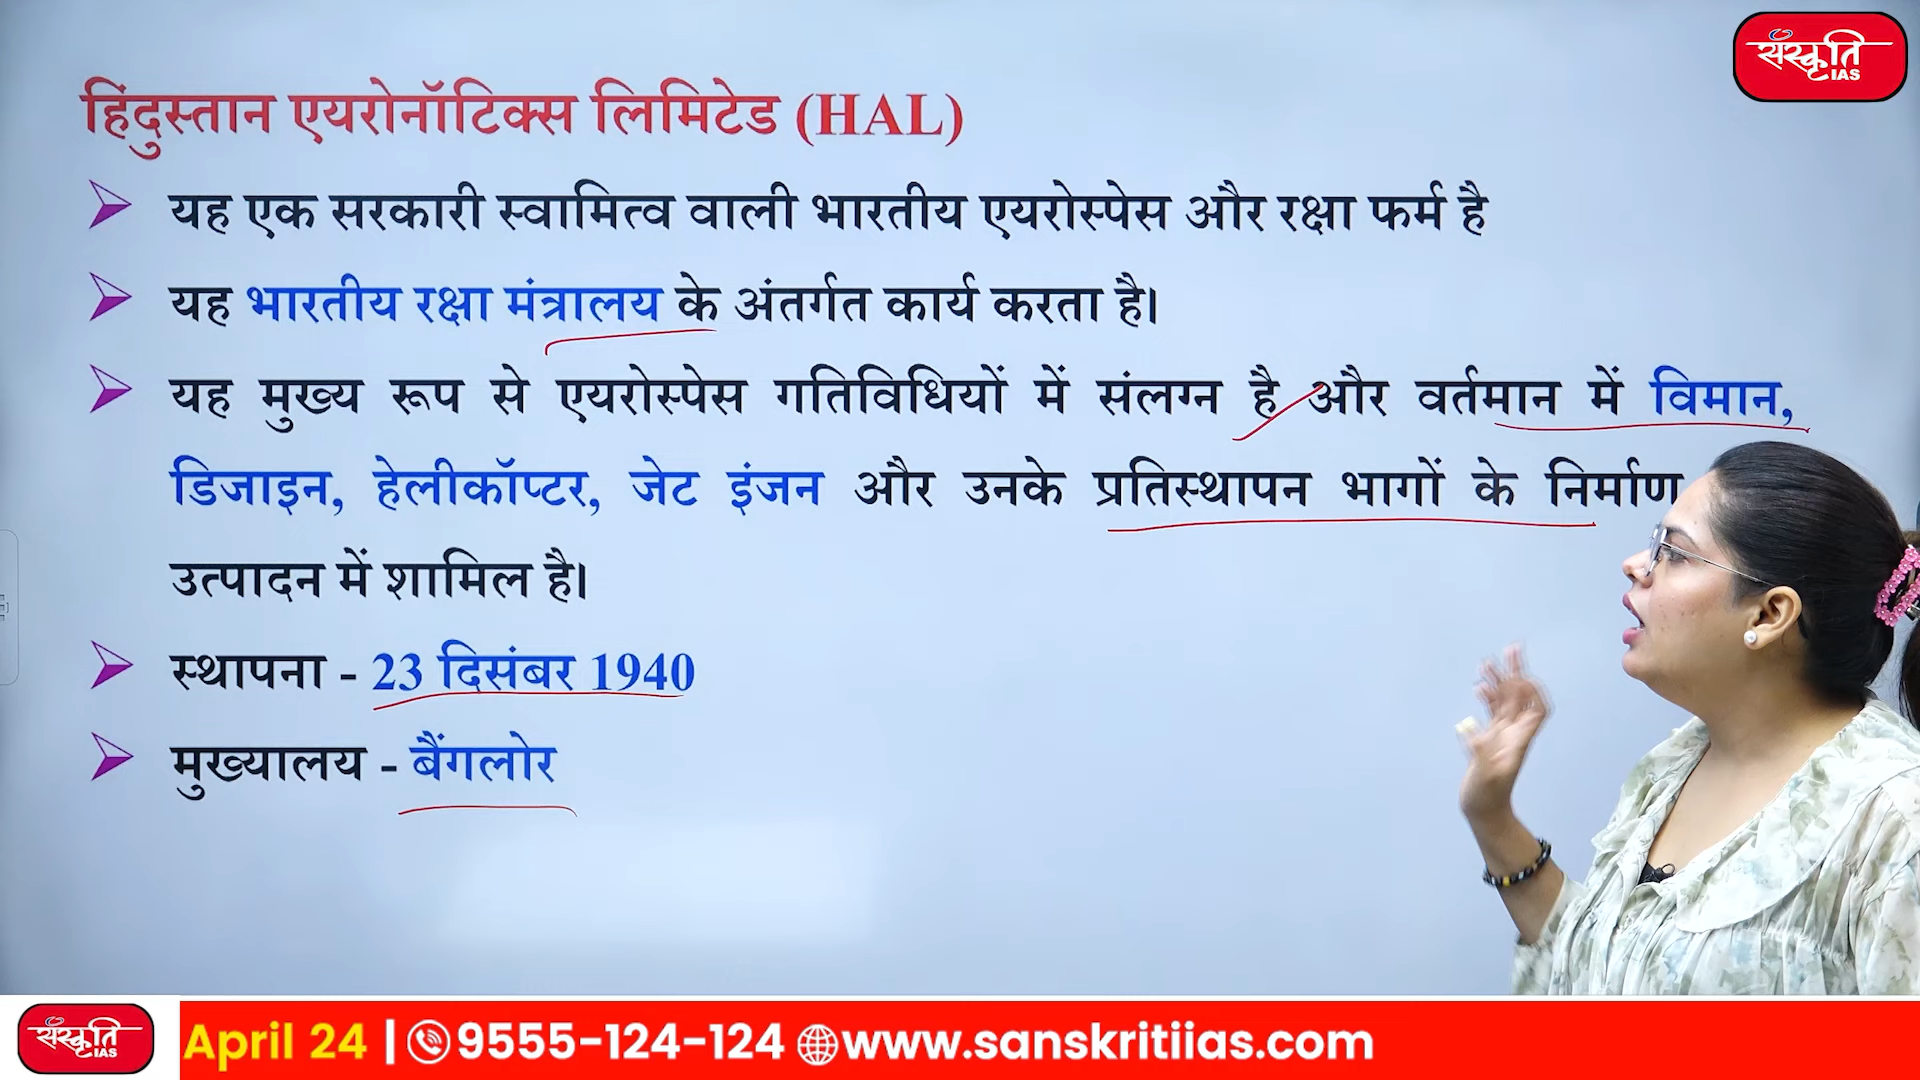 संस्कृति
IAS
हिंदुस्तान एयरोनॉटिक्स लिमिटेड (HAL)
यह एक सरकारी स्वामित्व वाली भारतीय एयरोस्पेस और रक्षा फर्म है
यह भारतीय रक्षा मंत्रालय के अंतर्गत कार्य करता है।
यह मुख्य रूप से एयरोस्पेस गतिविधियों में संलग्न है और वर्तमान में विमान,
डिजाइन, हेलीकॉप्टर, जेट इंजन और उनके प्रतिस्थापन भागों के निर्माण
उत्पादन में शामिल है।
स्थापना - 23 दिसंबर 1940
मुख्यालय - बैंगलोर
संस्कृति
IAS
April 24 | 9555-124-124 www.sanskritiias.com